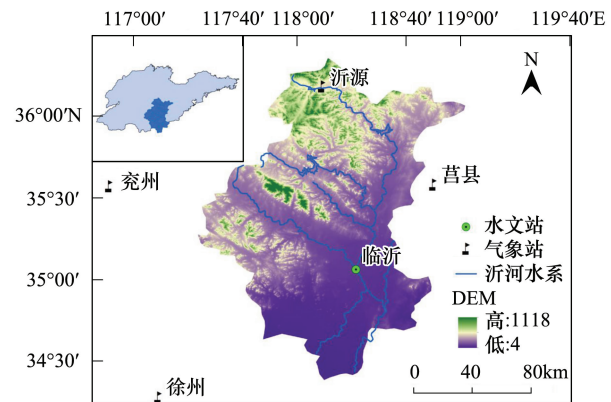 117°00′ 117°40′ 118°00′ 118°40′ 119°00′ 119°40′E
N
沂源
36°00′N
兖州
莒县
35°30′
水文站
气象站
临沂
沂河水系
35°00′
DEM
高:1118
低:4
34°30′
徐州
0 40 80km